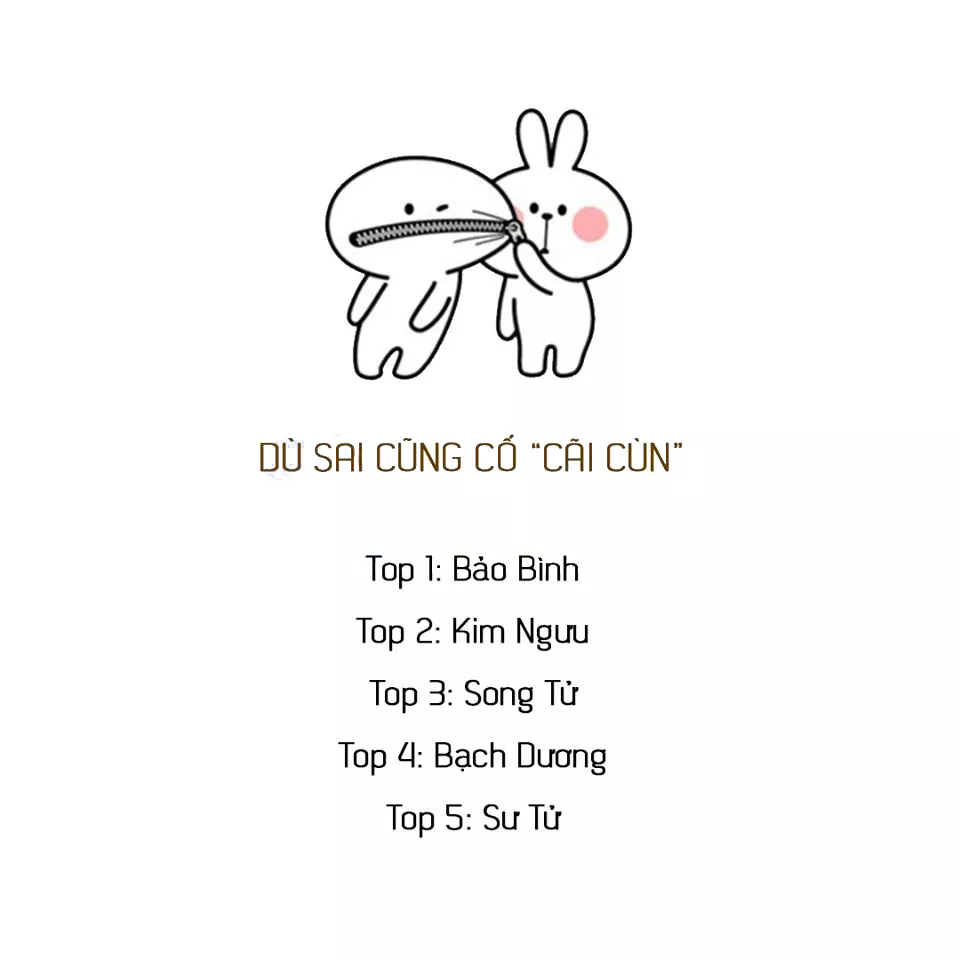 DÙ SAI CŨNG CỐ “CÃI CÙN”
Top 1: Bảo Bình
Top 2: Kim Ngưu
Top 3: Song Tử
Top 4: Bạch Dương
Top 5: Sư Tử